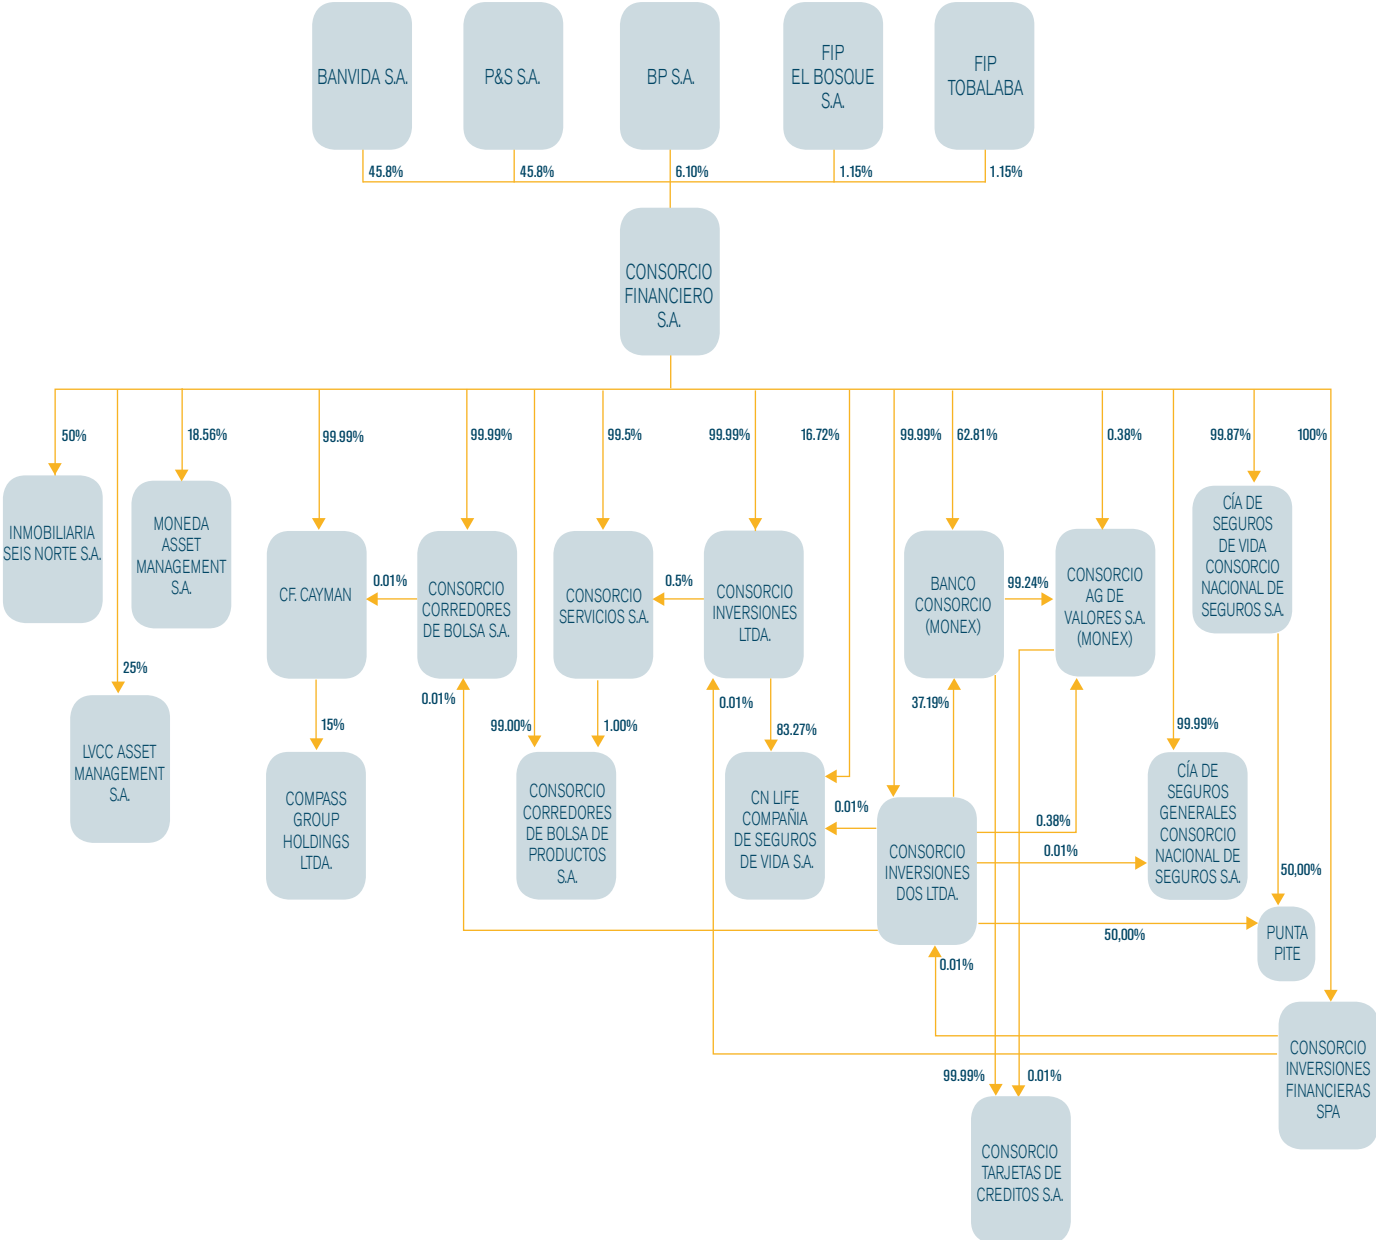 BANVIDA S.A.
P&S S.A.
BP S.A.
FIP
EL BOSQUE
S.A.
FIP
TOBALABA
45.8%
45.8%
6.10%
1.15%
1.15%
CONSORCIO
FINANCIERO
S.A.
50%
18.56%
99.99%
99.99%
99.5%
99.99%
16.72%
99.99%
62.81%
0.38%
99.87%
100%
INMOBILIARIA
SEIS NORTE S.A.
MONEDA
ASSET
MANAGEMENT
S.A.
CF. CAYMAN
0.01%
CONSORCIO
CORREDORES
DE BOLSA S.A.
CONSORCIO
SERVICIOS S.A.
0.5%
CONSORCIO
INVERSIONES
LTDA.
BANCO
CONSORCIO
(MONEX)
99.24%
CONSORCIO
AG DE
VALORES S.A.
(MONEX)
CÍA DE
SEGUROS
DE VIDA
CONSORCIO
NACIONAL DE
SEGUROS S.A.
25%
15%
0.01%
99.00%
1.00%
0.01%
83.27%
37.19%
99.99%
LVCC ASSET
MANAGEMENT
S.A.
COMPASS
GROUP
HOLDINGS
LTDA.
CONSORCIO
CORREDORES
DE BOLSA DE
PRODUCTOS
S.A.
CN LIFE
COMPAÑIA
DE SEGUROS
DE VIDA S.A.
0.01%
CONSORCIO
INVERSIONES
DOS LTDA.
0.38%
0.01%
CÍA DE
SEGUROS
GENERALES
CONSORCIO
NACIONAL DE
SEGUROS S.A.
50,00%
50,00%
PUNTA
PITE
0.01%
CONSORCIO
INVERSIONES
FINANCIERAS
SPA
99.99%
0.01%
CONSORCIO
TARJETAS DE
CREDITOS S.A.